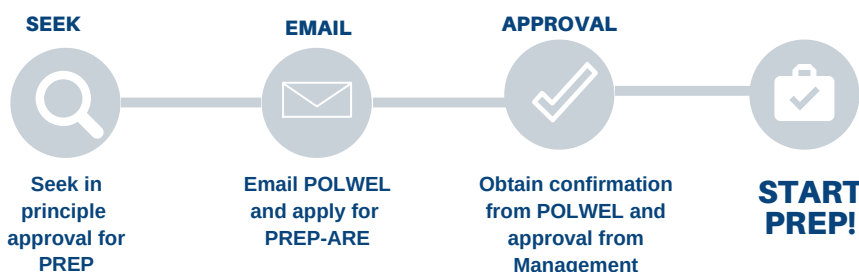 SEEK
EMAIL
APPROVAL
Seek in
principle
approval for
PREP
Email POLWEL
and apply for
PREP-ARE
Obtain confirmation
from POLWEL and
approval from
Management
START
PREP!